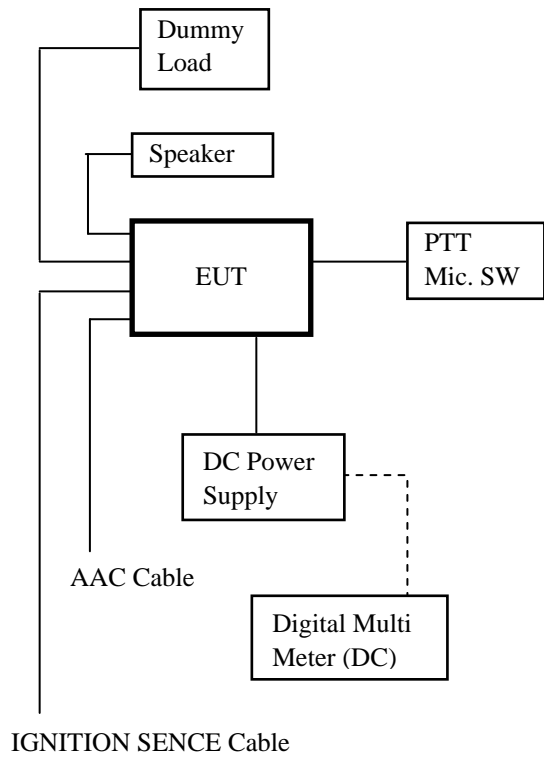 Dummy
Load
Speaker
EUT
PTT
Mic. SW
DC Power
Supply
AAC Cable
Digital Multi
Meter (DC)
IGNITION SENCE Cable